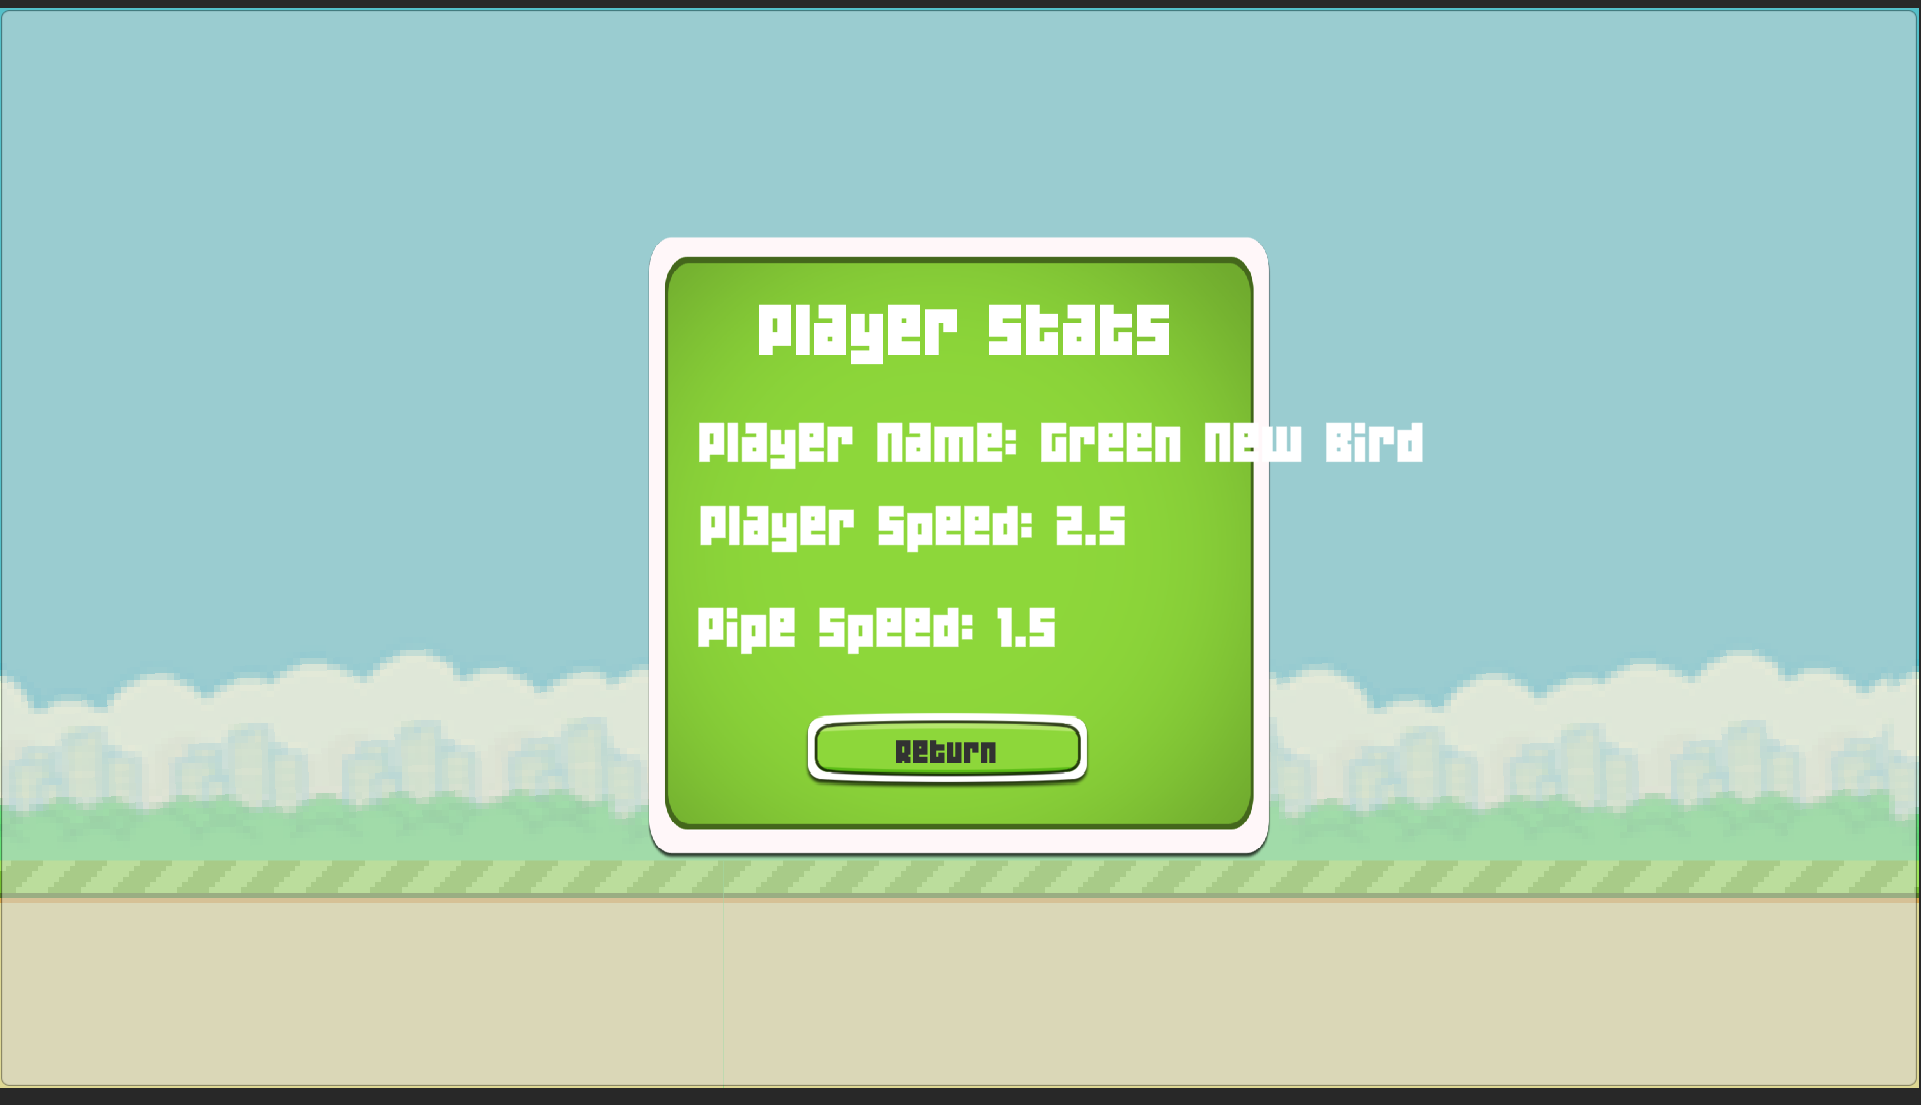 Player Stats
Player Name: Green New Bird
Player Speed: 2.5
Pipe Speed: 1.5
Return